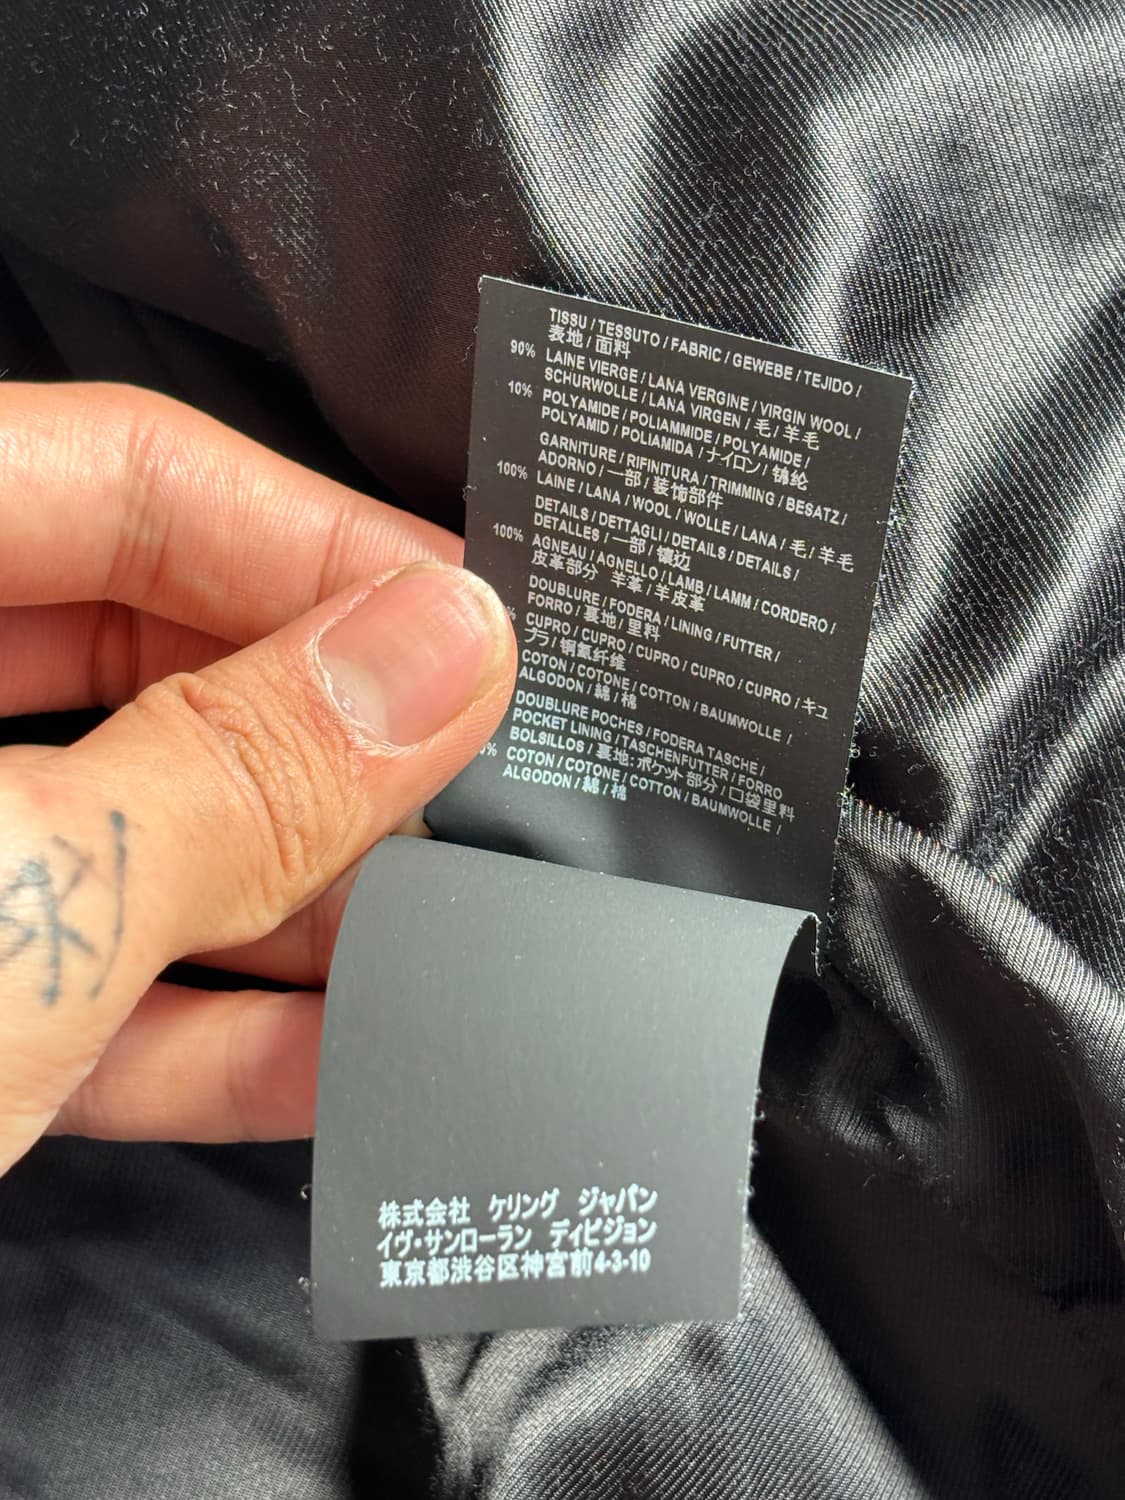 TISSU / TESSUTO / FABRIC / GEWEBE / TEJIDO /
表地 / 面料
90% LAINE VIERGE / LANA VERGINE / VIRGIN WOOL /
SCHURWOLLE / LANA VIRGEN / 毛 / 羊毛
10% POLYAMIDE / POLIAMMIDE / POLYAMIDE /
POLYAMID / POLIAMIDA / ナイロン / 锦纶
GARNITURE / RIFINITURA / TRIMMING / BESATZ /
ADORNO / 一部 / 装饰部件
100% LAINE / LANA / WOOL / WOLLE / LANA / 毛 / 羊毛
DETAILS / DETTAGLI / DETAILS / DETAILS /
DETALLES / 一部 / 镶边
100% AGNEAU / AGNELLO / LAMB / LAMM / CORDERO /
皮革部分 羊革 / 羊皮革
DOUBLURE / FODERA / LINING / FUTTER /
FORRO / 裏地 / 里料
% CUPRO / CUPRO / CUPRO / CUPRO / CUPRO / キュ
プラ / 铜氨纤维
COTON / COTONE / COTTON / BAUMWOLLE /
ALGODON / 綿 / 棉
DOUBLURE POCHES / FODERA TASCHE /
POCKET LINING / TASCHENFUTTER / FORRO
BOLSILLOS / 裏地: ポケット 部分 / 口袋里料
0% COTON / COTONE / COTTON / BAUMWOLLE /
ALGODON / 綿 / 棉
株式会社 ケリング ジャパン
イヴ・サンローラン ディビジョン
東京都渋谷区神宮前4-3-10